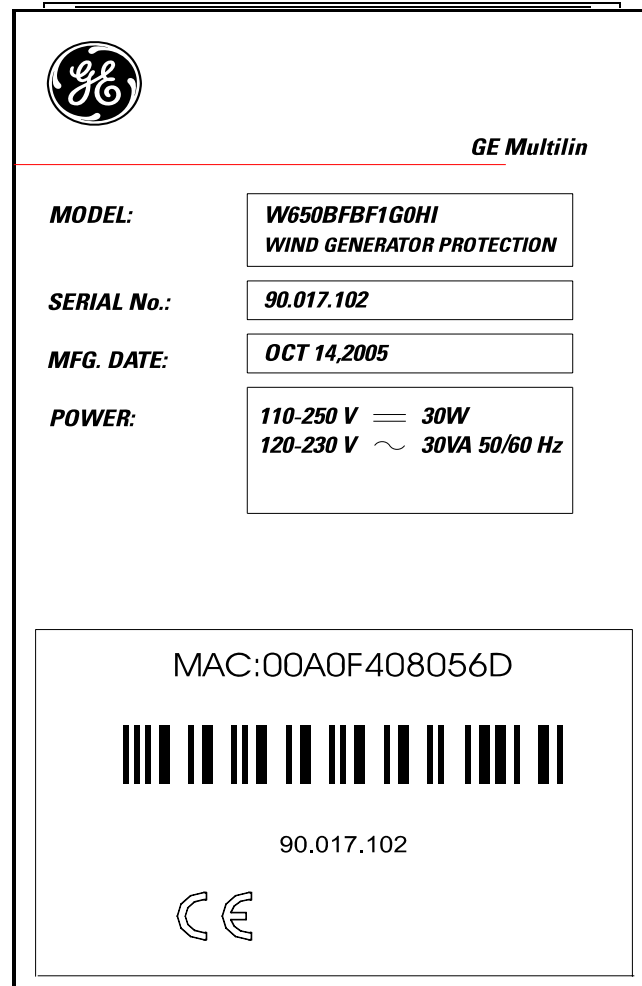 GE
GE Multilin
MODEL: W650BFBF1G0HI
WIND GENERATOR PROTECTION
SERIAL No.: 90.017.102
MFG. DATE: OCT 14,2005
POWER: 110-250 V ⎓ 30W
120-230 V ~ 30VA 50/60 Hz
MAC:00A0F408056D
90.017.102
CE